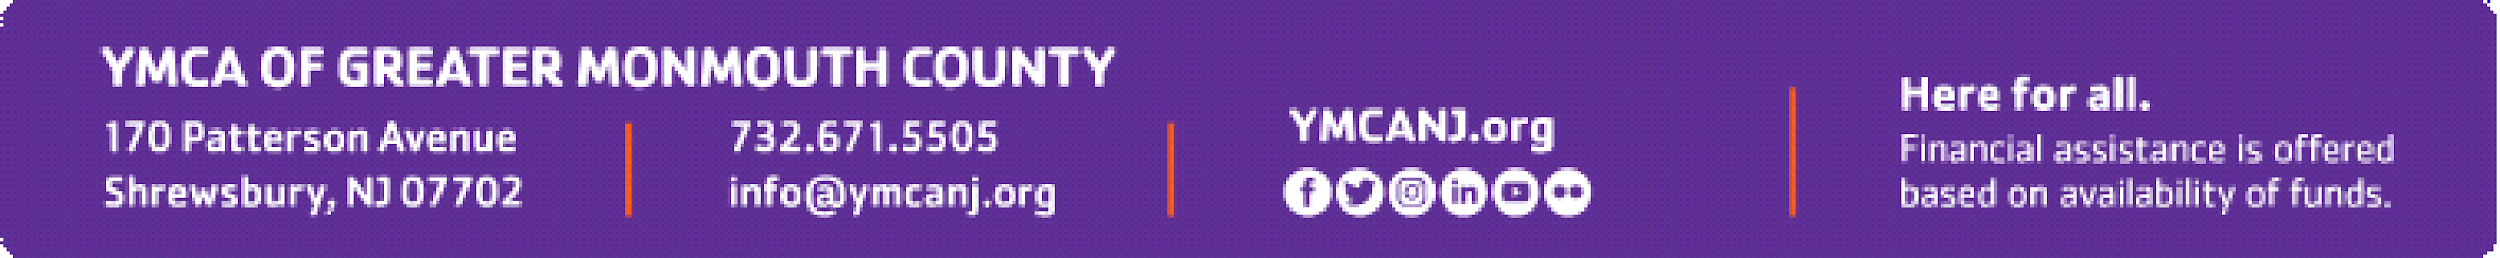 YMCA OF GREATER MONMOUTH COUNTY
170 Patterson Avenue
Shrewsbury, NJ 07702
732.671.5505
info@ymcanj.org
YMCANJ.org
Here for all.
Financial assistance is offered
based on availability of funds.